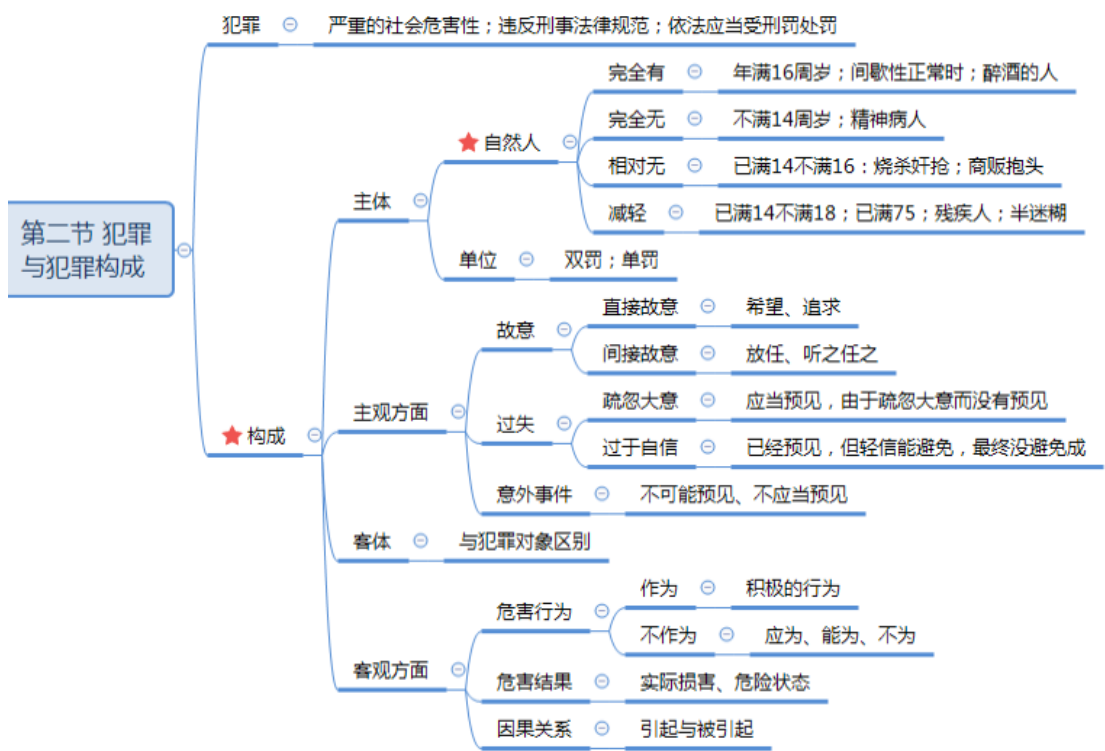 第二节 犯罪
与犯罪构成
犯罪
严重的社会危害性；违反刑事法律规范；依法应当受刑罚处罚
构成
主体
自然人
完全有
年满16周岁；间歇性正常时；醉酒的人
完全无
不满14周岁；精神病人
相对无
已满14不满16：烧杀奸抢；商贩抱头
减轻
已满14不满18；已满75；残疾人；半迷糊
单位
双罚；单罚
主观方面
故意
直接故意
希望、追求
间接故意
放任、听之任之
过失
疏忽大意
应当预见，由于疏忽大意而没有预见
过于自信
已经预见，但轻信能避免，最终没避免成
意外事件
不可能预见、不应当预见
客体
与犯罪对象区别
客观方面
危害行为
作为
积极的行为
不作为
应为、能为、不为
危害结果
实际损害、危险状态
因果关系
引起与被引起